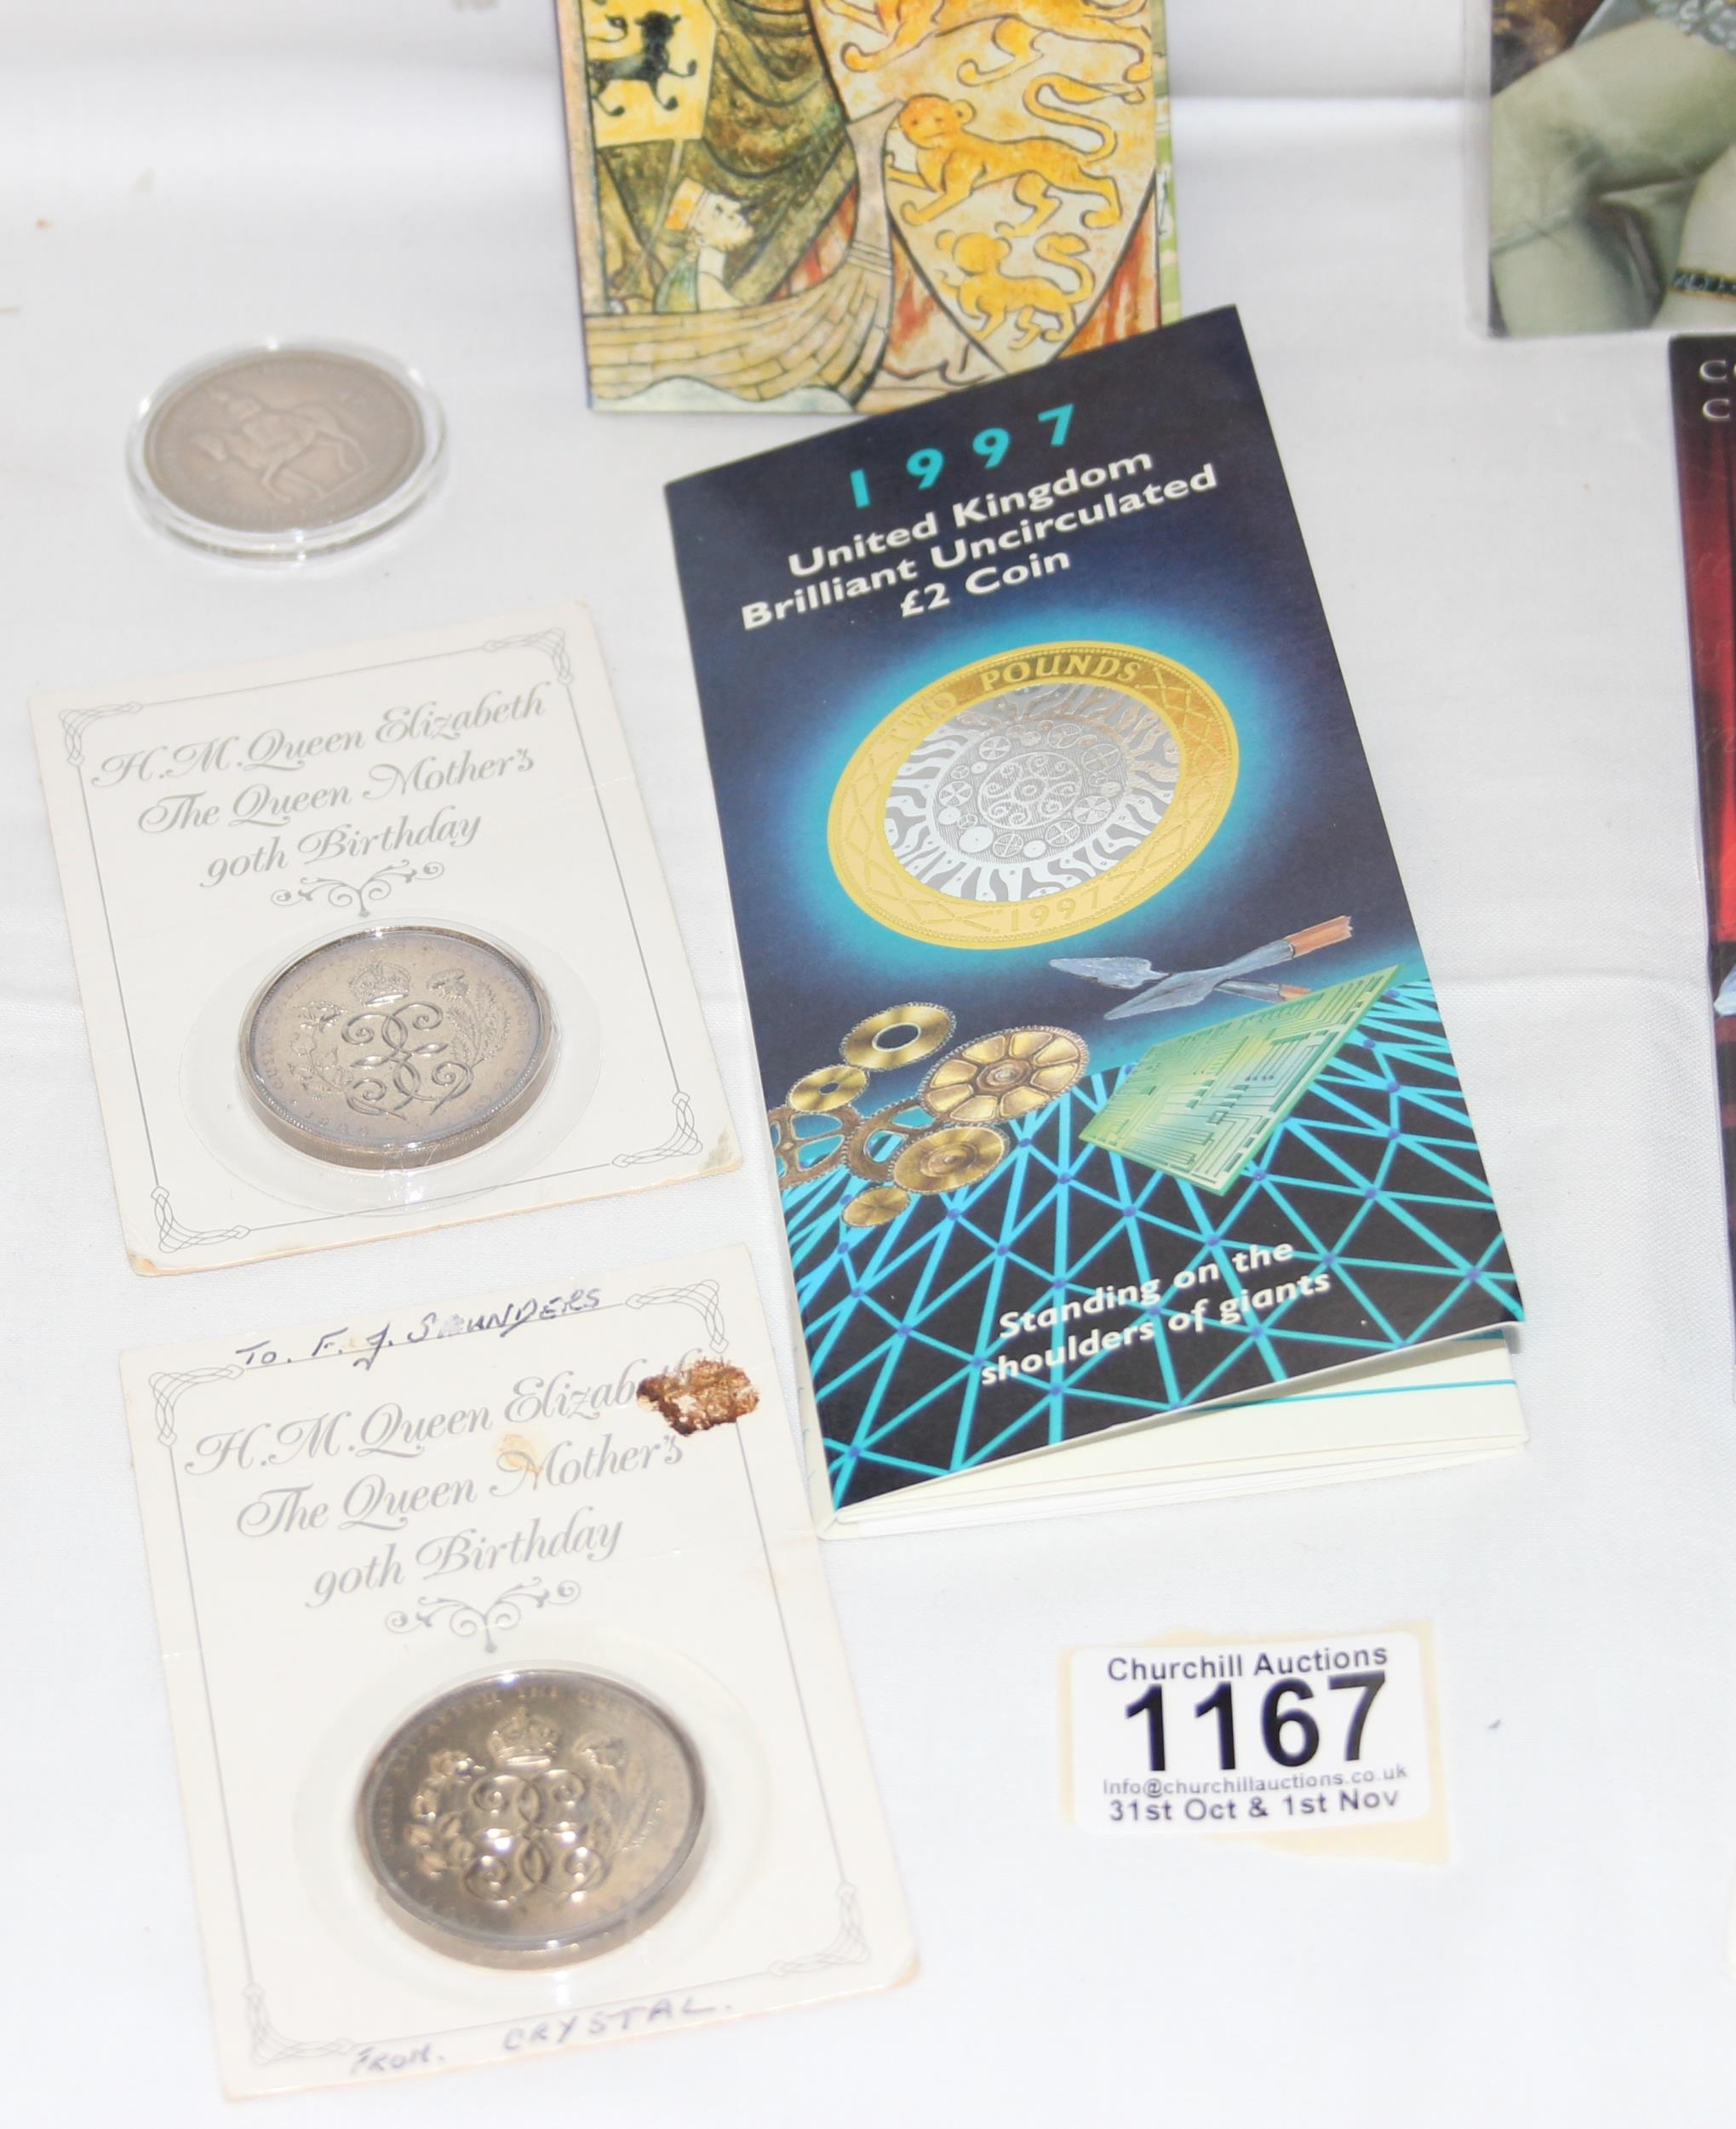 1997
United Kingdom
Brilliant Uncirculated
£2 Coin
TWO POUNDS
1997
Standing on the
shoulders of giants
H.M. Queen Elizabeth
The Queen Mother's
90th Birthday
To. F. J. SAUNDERS
H.M. Queen Elizabeth
The Queen Mother's
90th Birthday
FROM. CRYSTAL.
Churchill Auctions
1167
Info@churchillauctions.co.uk
31st Oct & 1st Nov